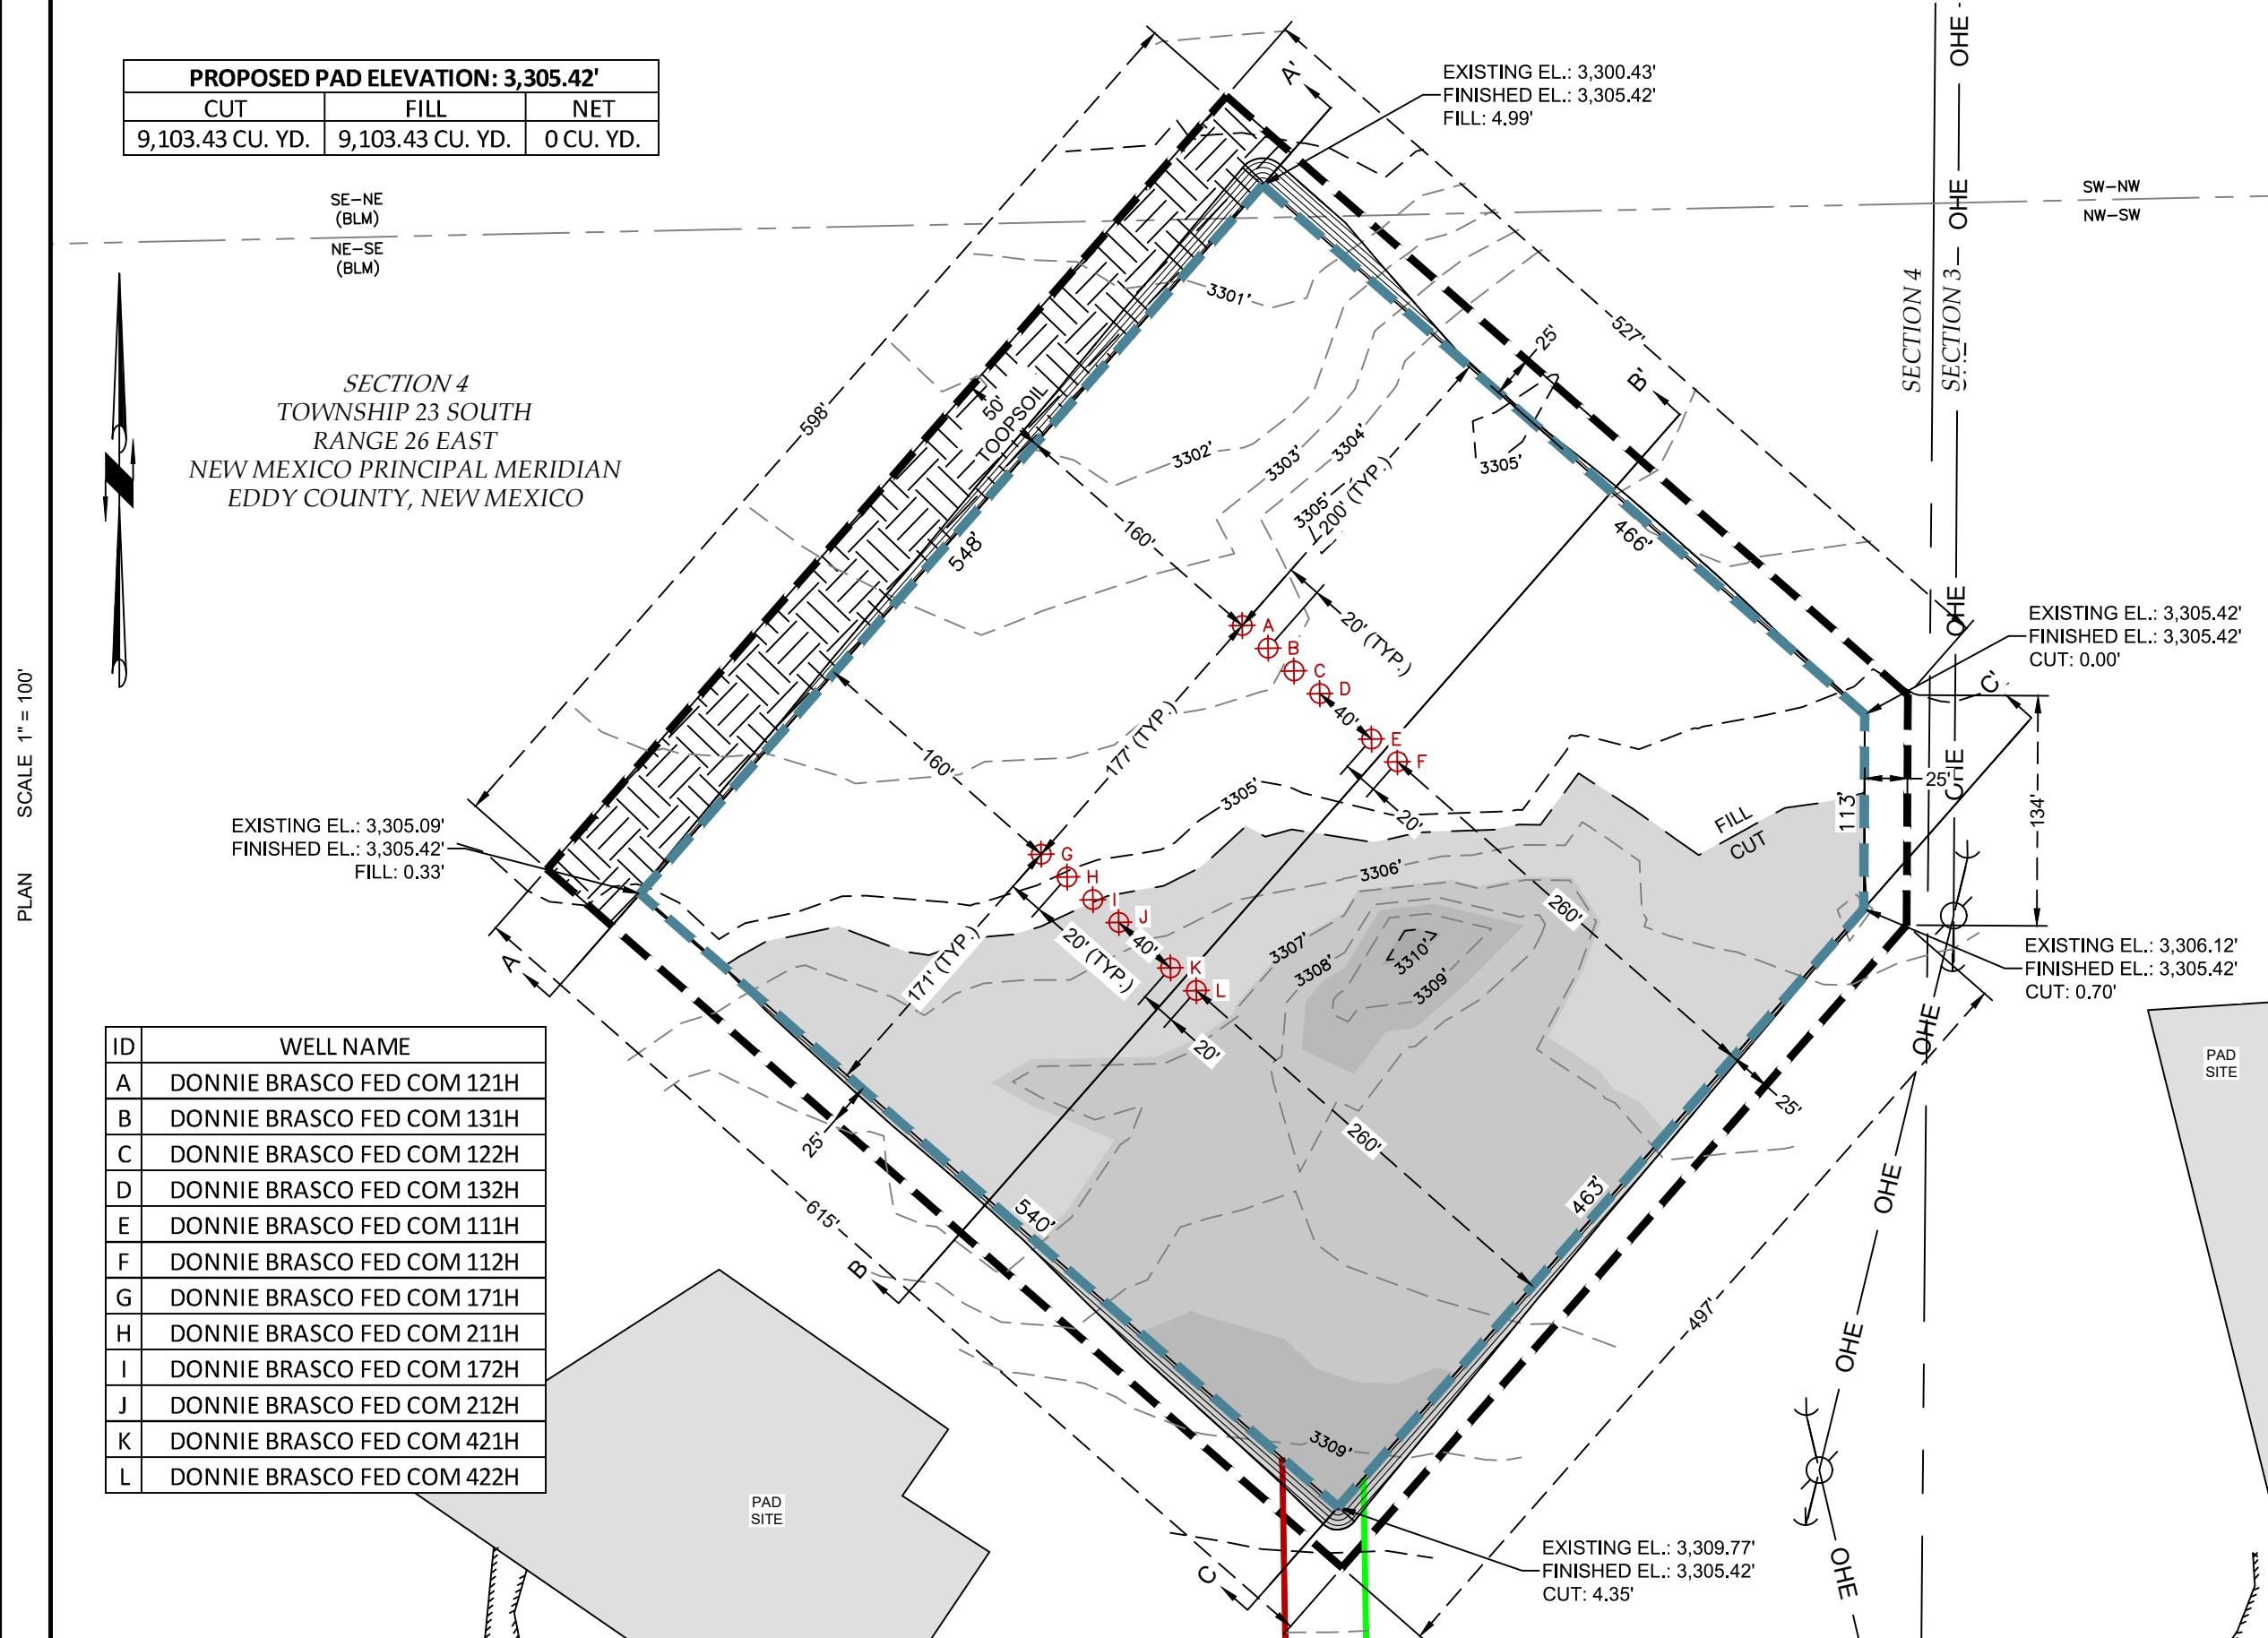 PROPOSED PAD ELEVATION: 3,305.42'
CUT FILL NET
9,103.43 CU. YD. 9,103.43 CU. YD. 0 CU. YD.
SE-NE
(BLM)
NE-SE
(BLM)
SECTION 4
TOWNSHIP 23 SOUTH
RANGE 26 EAST
NEW MEXICO PRINCIPAL MERIDIAN
EDDY COUNTY, NEW MEXICO
PLAN SCALE 1" = 100'
EXISTING EL.: 3,300.43'
FINISHED EL.: 3,305.42'
FILL: 4.99'
SW-NW
NW-SW
SECTION 4
SECTION 3
OHE
OHE
OHE
OHE
OHE
OHE
OHE
OHE
A'
B'
C'
598'
527'
50'
TOOPSOIL
548'
25'
466'
3301'
3302'
3303'
3304'
3305'
3305'
200' (TYP.)
160'
20' (TYP.)
A
B
C
D
40'
E
F
20'
177' (TYP.)
160'
3305'
G
H
I
J
40'
K
L
20' (TYP.)
20'
171' (TYP.)
FILL
CUT
113'
25'
134'
260'
260'
3306'
3307'
3308'
3309'
3310'
EXISTING EL.: 3,305.42'
FINISHED EL.: 3,305.42'
CUT: 0.00'
EXISTING EL.: 3,305.09'
FINISHED EL.: 3,305.42'
FILL: 0.33'
EXISTING EL.: 3,306.12'
FINISHED EL.: 3,305.42'
CUT: 0.70'
A
B
C
25'
615'
540'
463'
25'
497'
3309'
EXISTING EL.: 3,309.77'
FINISHED EL.: 3,305.42'
CUT: 4.35'
PAD
SITE
PAD
SITE
ID WELL NAME
A DONNIE BRASCO FED COM 121H
B DONNIE BRASCO FED COM 131H
C DONNIE BRASCO FED COM 122H
D DONNIE BRASCO FED COM 132H
E DONNIE BRASCO FED COM 111H
F DONNIE BRASCO FED COM 112H
G DONNIE BRASCO FED COM 171H
H DONNIE BRASCO FED COM 211H
I DONNIE BRASCO FED COM 172H
J DONNIE BRASCO FED COM 212H
K DONNIE BRASCO FED COM 421H
L DONNIE BRASCO FED COM 422H